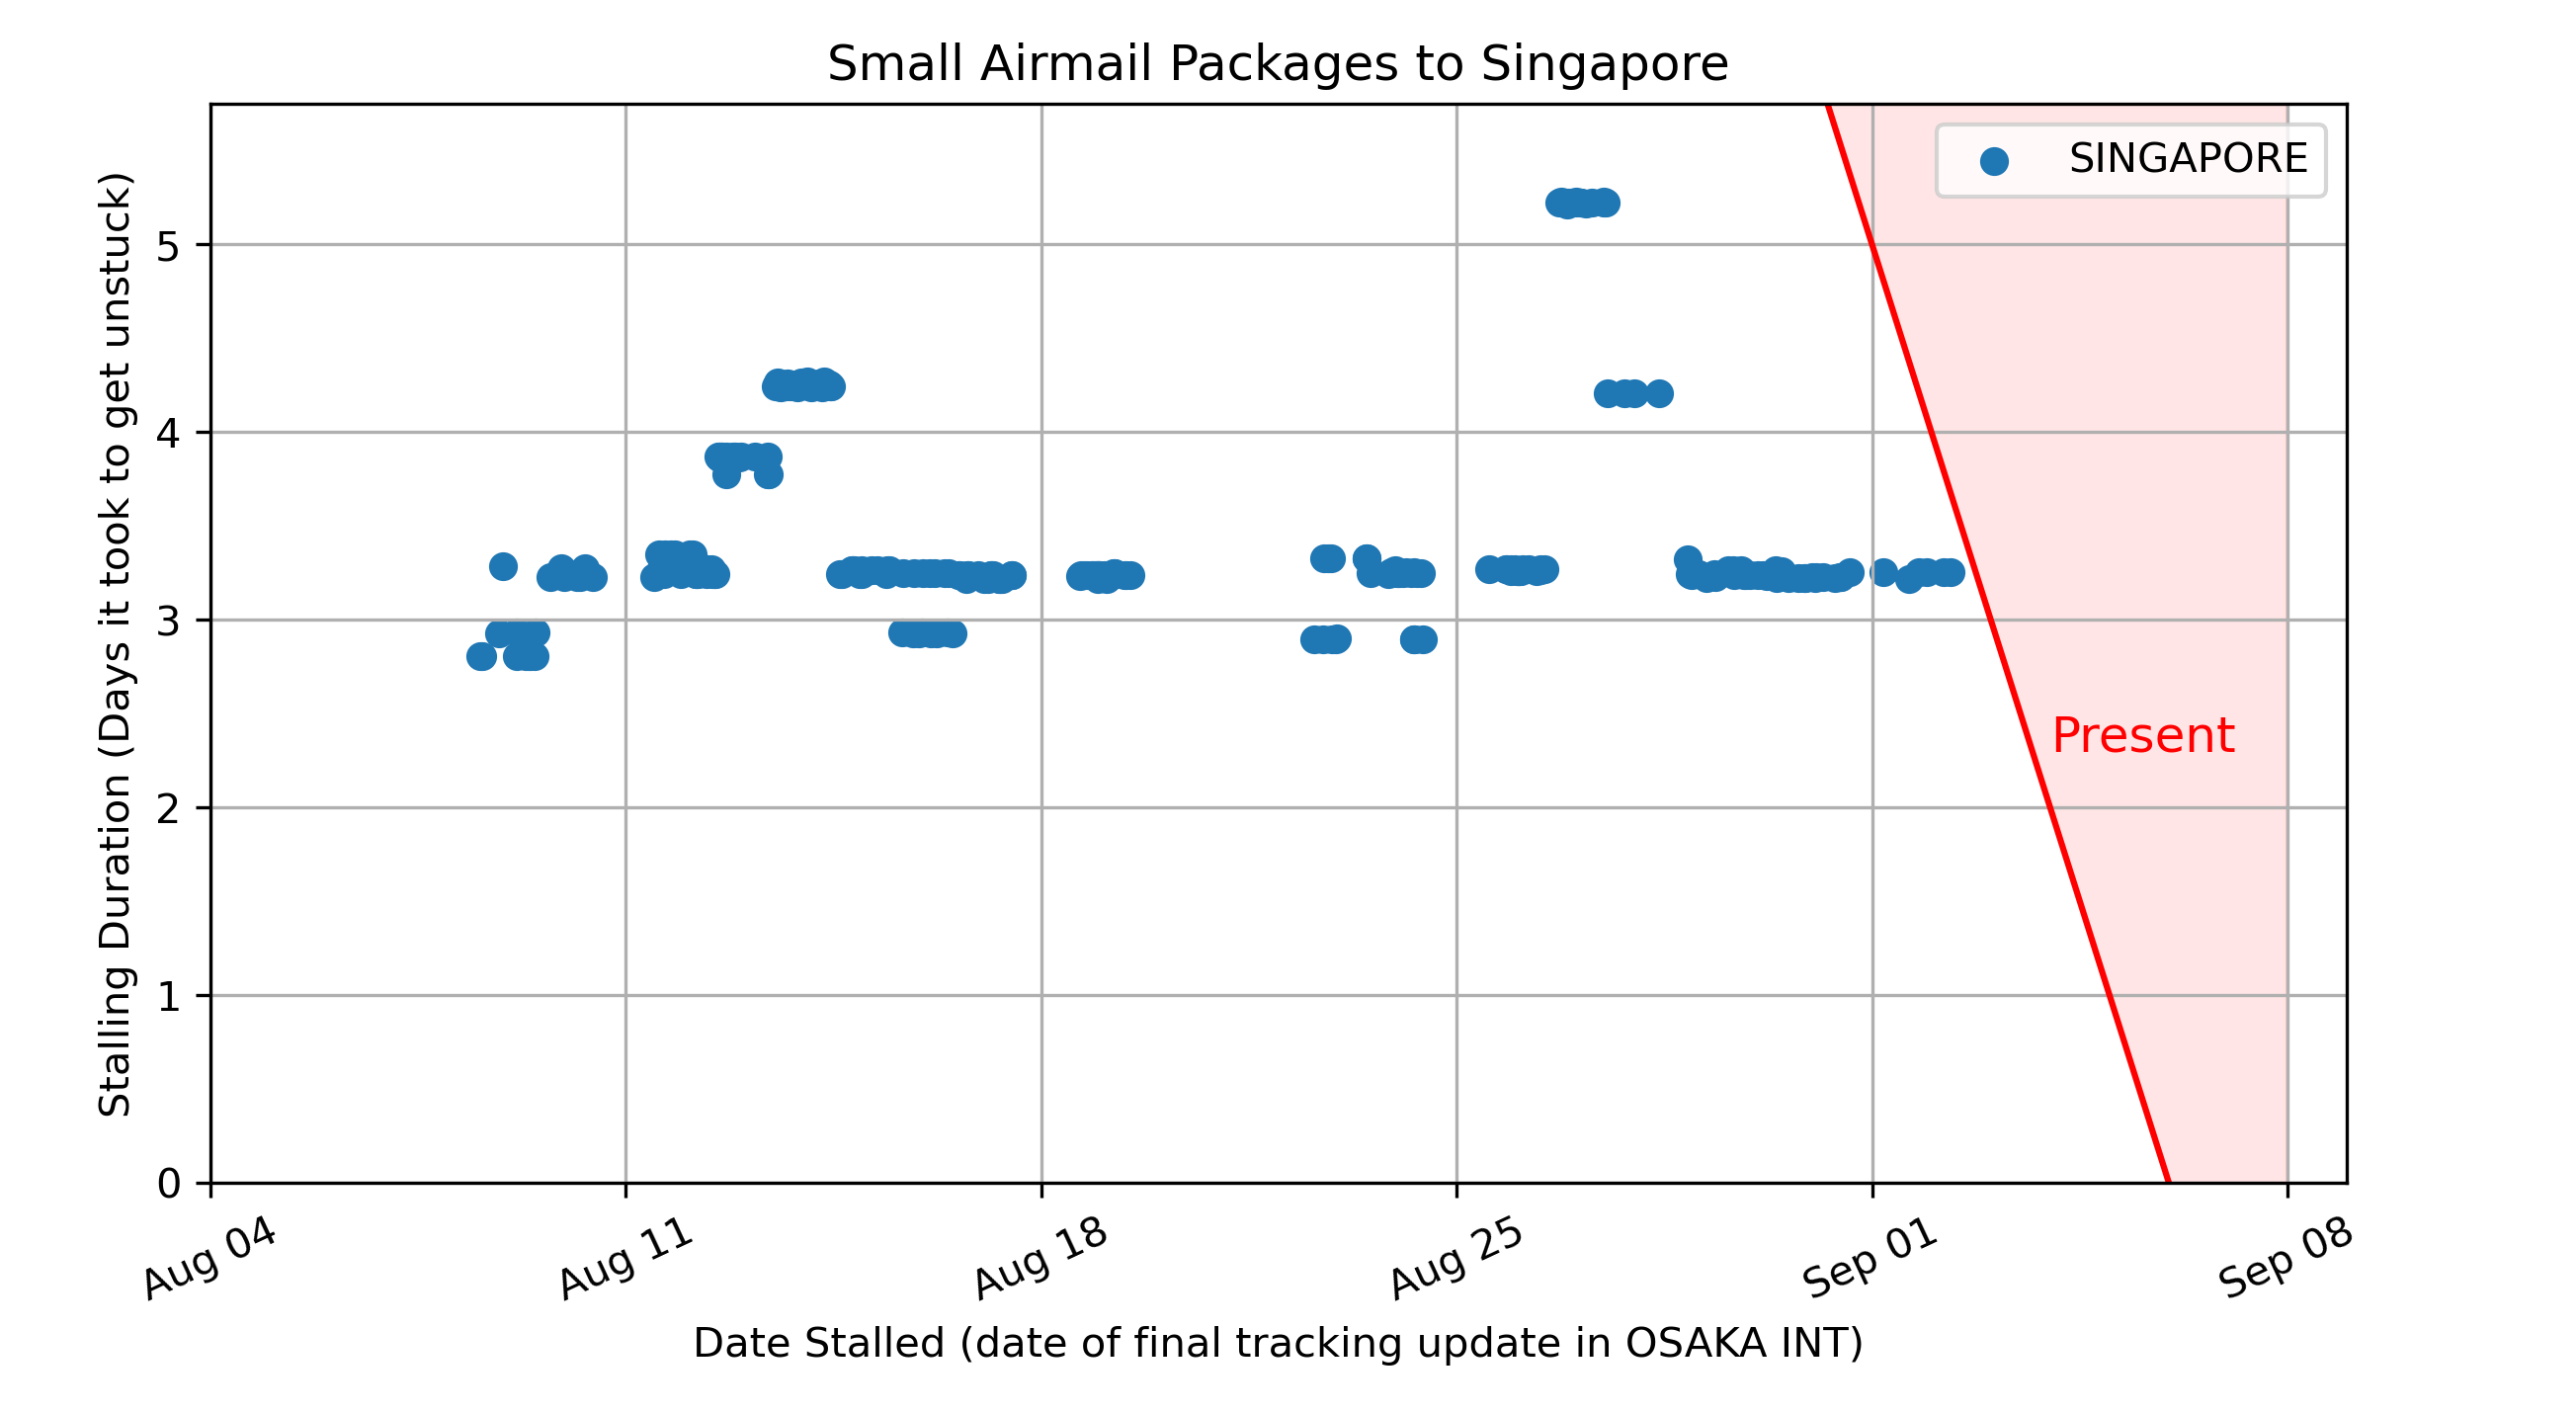 Small Airmail Packages to Singapore
SINGAPORE
Stalling Duration (Days it took to get unstuck)
5
4
3
2
1
0
Present
Aug 04
Aug 11
Aug 18
Aug 25
Sep 01
Sep 08
Date Stalled (date of final tracking update in OSAKA INT)